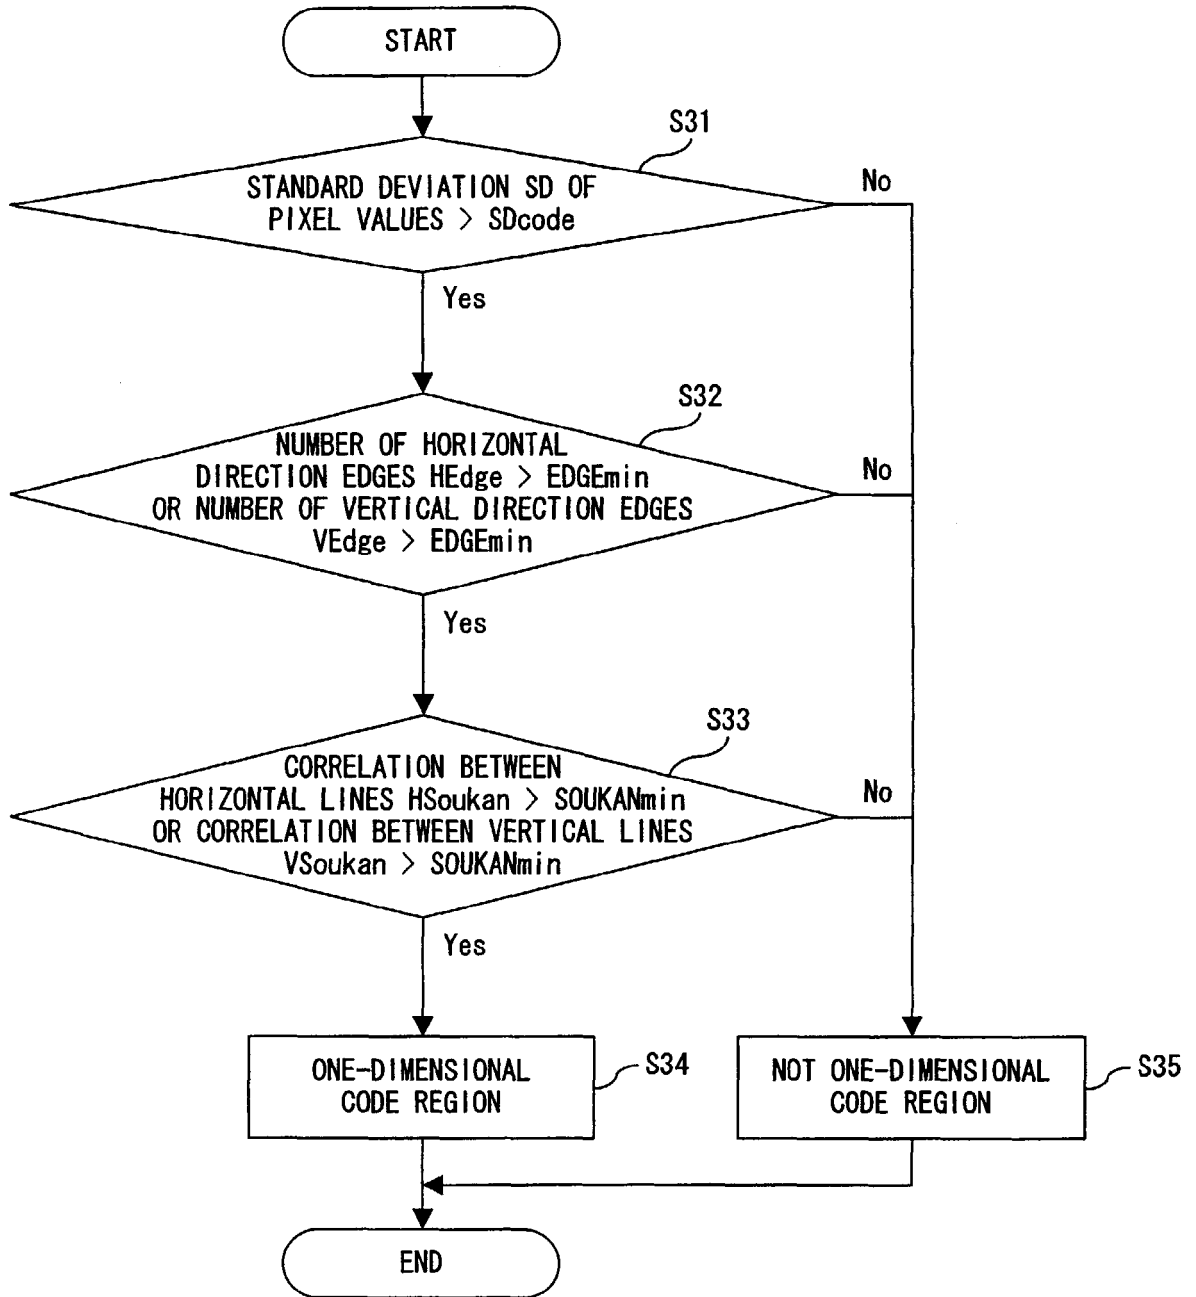 START
S31
STANDARD DEVIATION SD OF
PIXEL VALUES > SDcode
No
Yes
S32
NUMBER OF HORIZONTAL
DIRECTION EDGES HEdge > EDGEmin
OR NUMBER OF VERTICAL DIRECTION EDGES
VEdge > EDGEmin
No
Yes
S33
CORRELATION BETWEEN
HORIZONTAL LINES HSoukan > SOUKANmin
OR CORRELATION BETWEEN VERTICAL LINES
VSoukan > SOUKANmin
No
Yes
ONE-DIMENSIONAL
CODE REGION
S34
NOT ONE-DIMENSIONAL
CODE REGION
S35
END